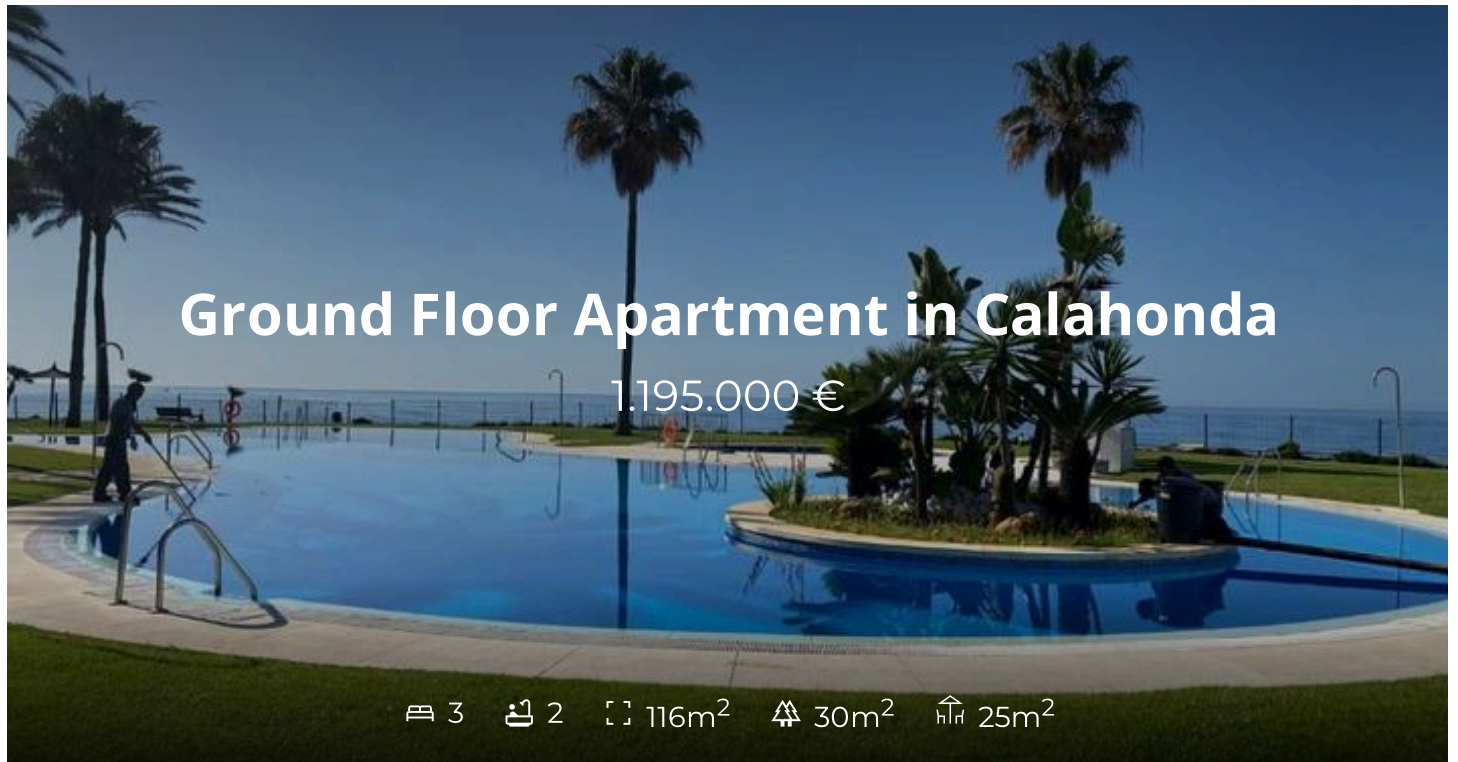 Ground Floor Apartment in Calahonda
1.195.000 €
3 2 116m² 30m² 25m²